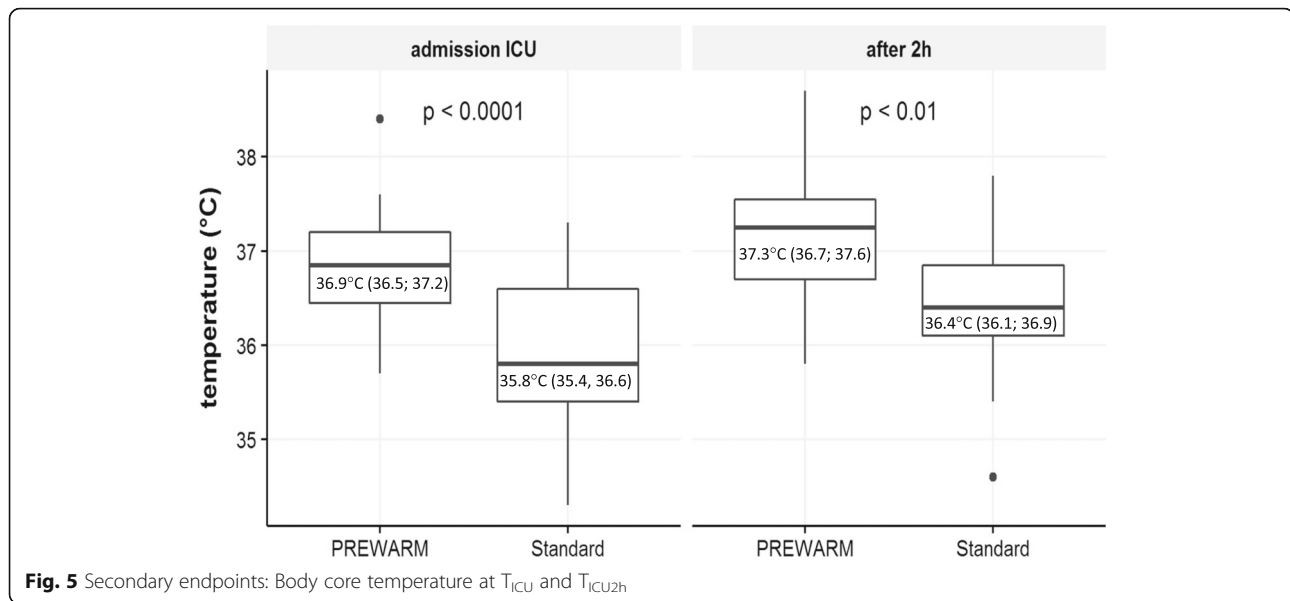 admission ICU
after 2h
p < 0.0001
p < 0.01
temperature (°C)
38
37
36
35
36.9°C (36.5; 37.2)
35.8°C (35.4, 36.6)
37.3°C (36.7; 37.6)
36.4°C (36.1; 36.9)
PREWARM
Standard
PREWARM
Standard
Fig. 5 Secondary endpoints: Body core temperature at TICU and TICU2h